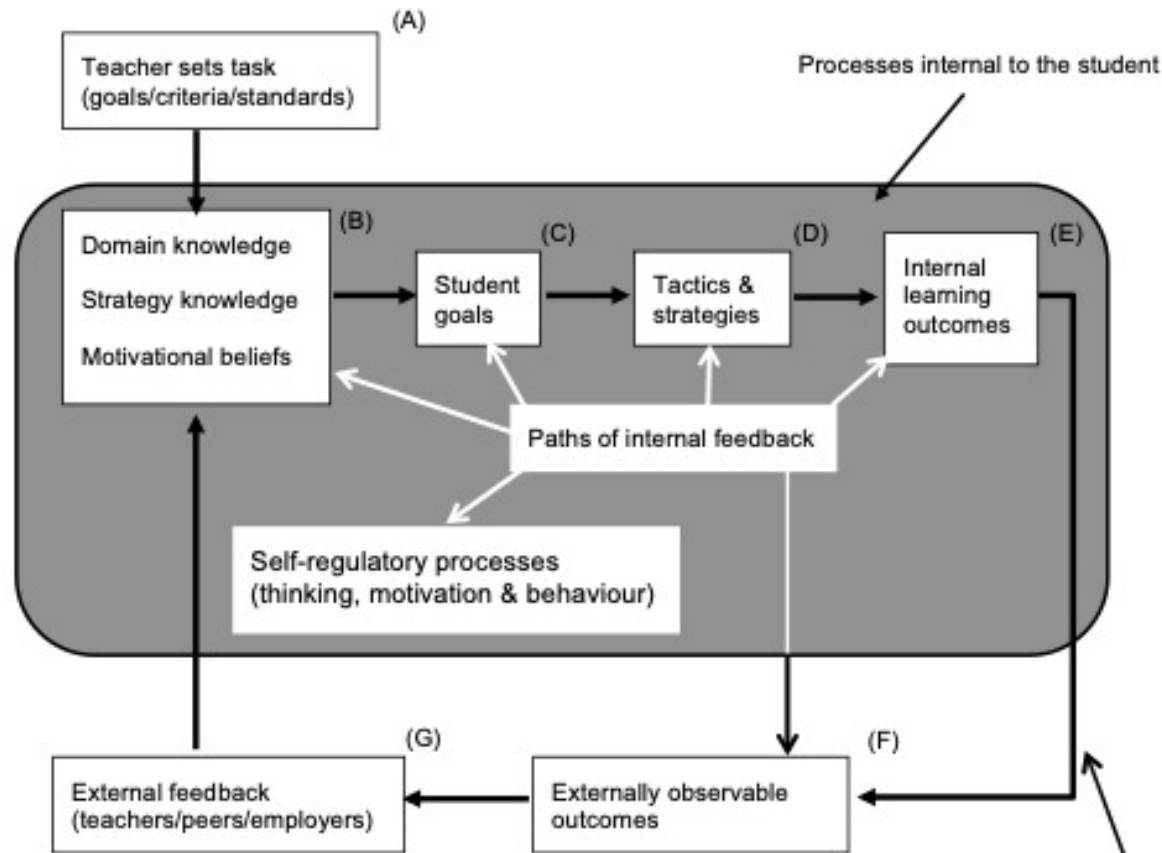 (A)
Teacher sets task
(goals/criteria/standards)
Processes internal to the student
(B)
Domain knowledge
Strategy knowledge
Motivational beliefs
(C)
Student
goals
(D)
Tactics &
strategies
(E)
Internal
learning
outcomes
Paths of internal feedback
Self-regulatory processes
(thinking, motivation & behaviour)
(G)
External feedback
(teachers/peers/employers)
(F)
Externally observable
outcomes